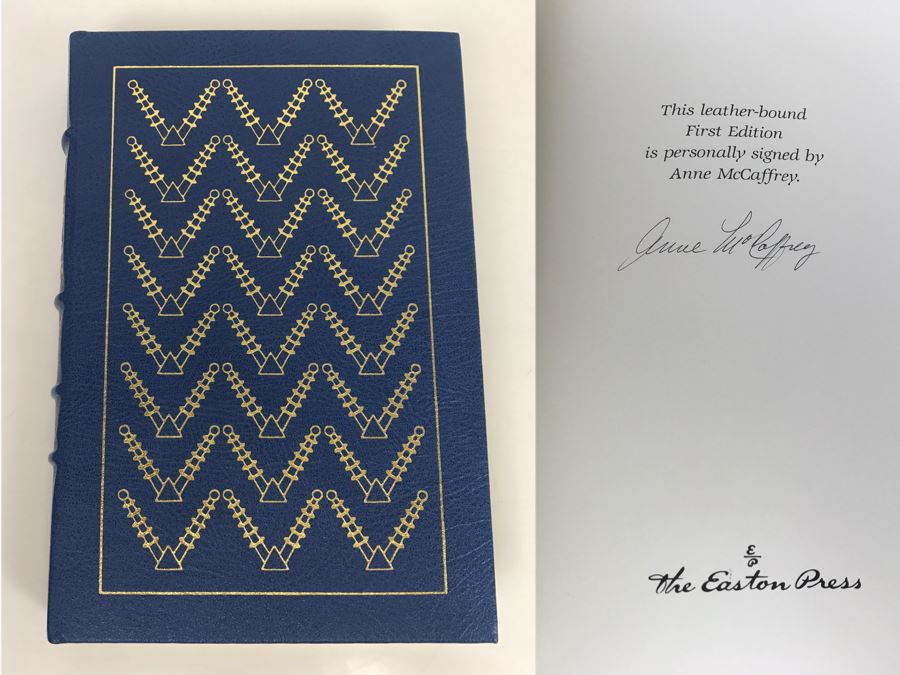 This leather-bound
First Edition
is personally signed by
Anne McCaffrey.
Anne McCaffrey
E
P
The Easton Press